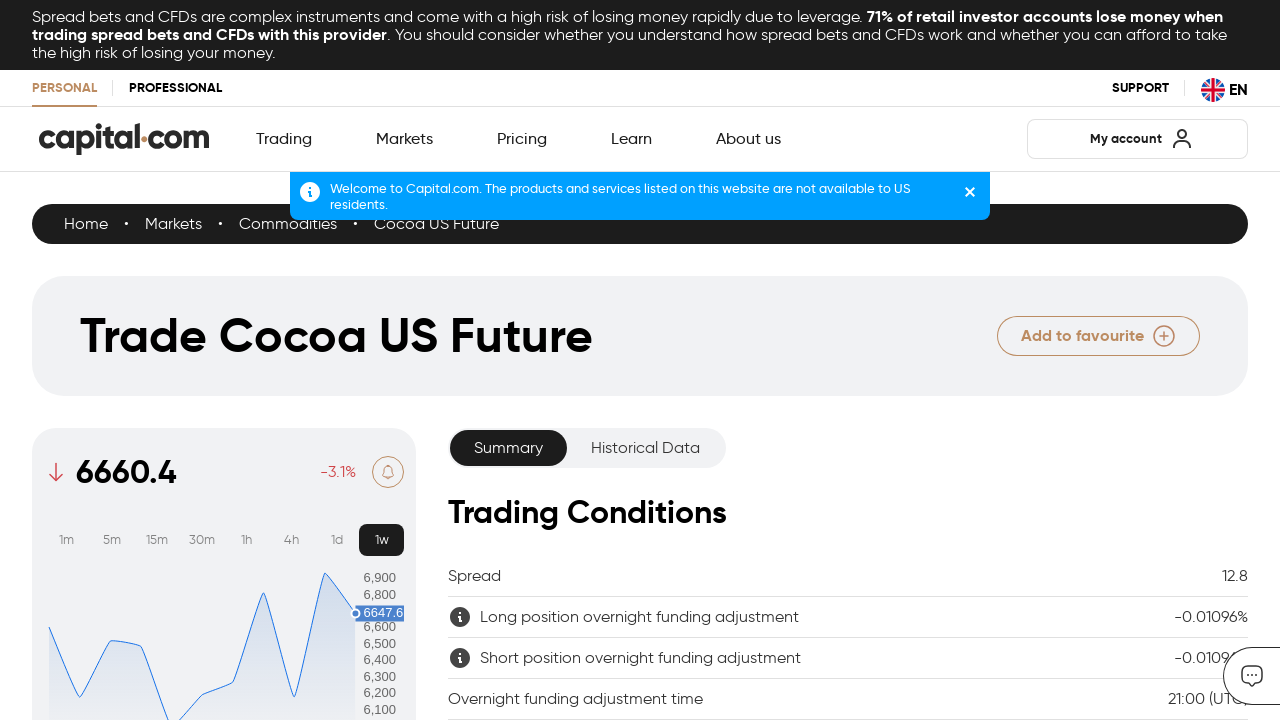 Spread bets and CFDs are complex instruments and come with a high risk of losing money rapidly due to leverage. 71% of retail investor accounts lose money when
trading spread bets and CFDs with this provider. You should consider whether you understand how spread bets and CFDs work and whether you can afford to take
the high risk of losing your money.
PERSONAL PROFESSIONAL SUPPORT EN
capital.com Trading Markets Pricing Learn About us My account
Welcome to Capital.com. The products and services listed on this website are not available to US
residents.
Home • Markets • Commodities • Cocoa US Future
Trade Cocoa US Future Add to favourite
Summary Historical Data
6660.4 -3.1%
Trading Conditions
1m 5m 15m 30m 1h 4h 1d 1w
6,900
6,800
6647.6
6,600
6,500
6,400
6,300
6,200
6,100
Spread 12.8
Long position overnight funding adjustment -0.01096%
Short position overnight funding adjustment -0.0109
Overnight funding adjustment time 21:00 (UTC)